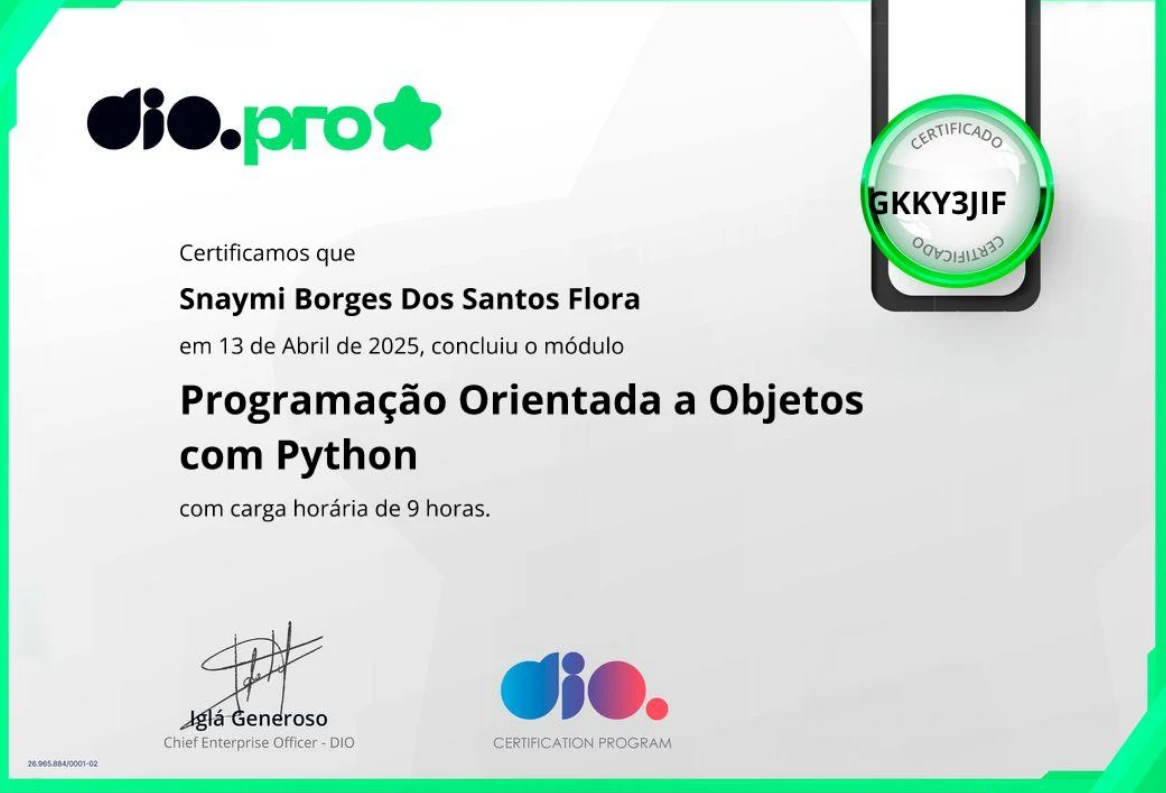 dio.pro
CERTIFICADO
GKKY3JIF
CERTIFICADO
Certificamos que
Snaymi Borges Dos Santos Flora
em 13 de Abril de 2025, concluiu o módulo
Programação Orientada a Objetos
com Python
com carga horária de 9 horas.
Iglá Generoso
Chief Enterprise Officer - DIO
dio.
CERTIFICATION PROGRAM
26.965.884/0001-02